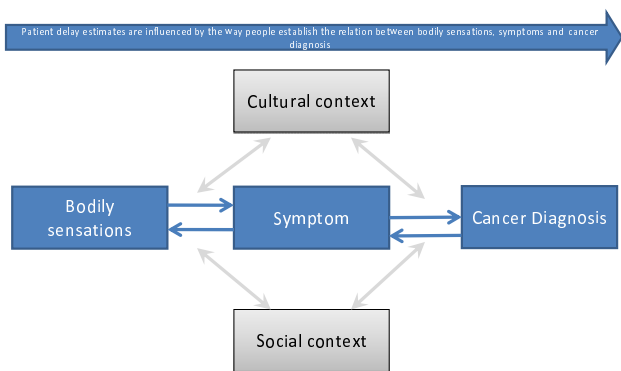 Patient delay estimates are influenced by the way people establish the relation between bodily sensations, symptoms and cancer
diagnosis
Cultural context
Bodily
sensations
Symptom
Cancer Diagnosis
Social context